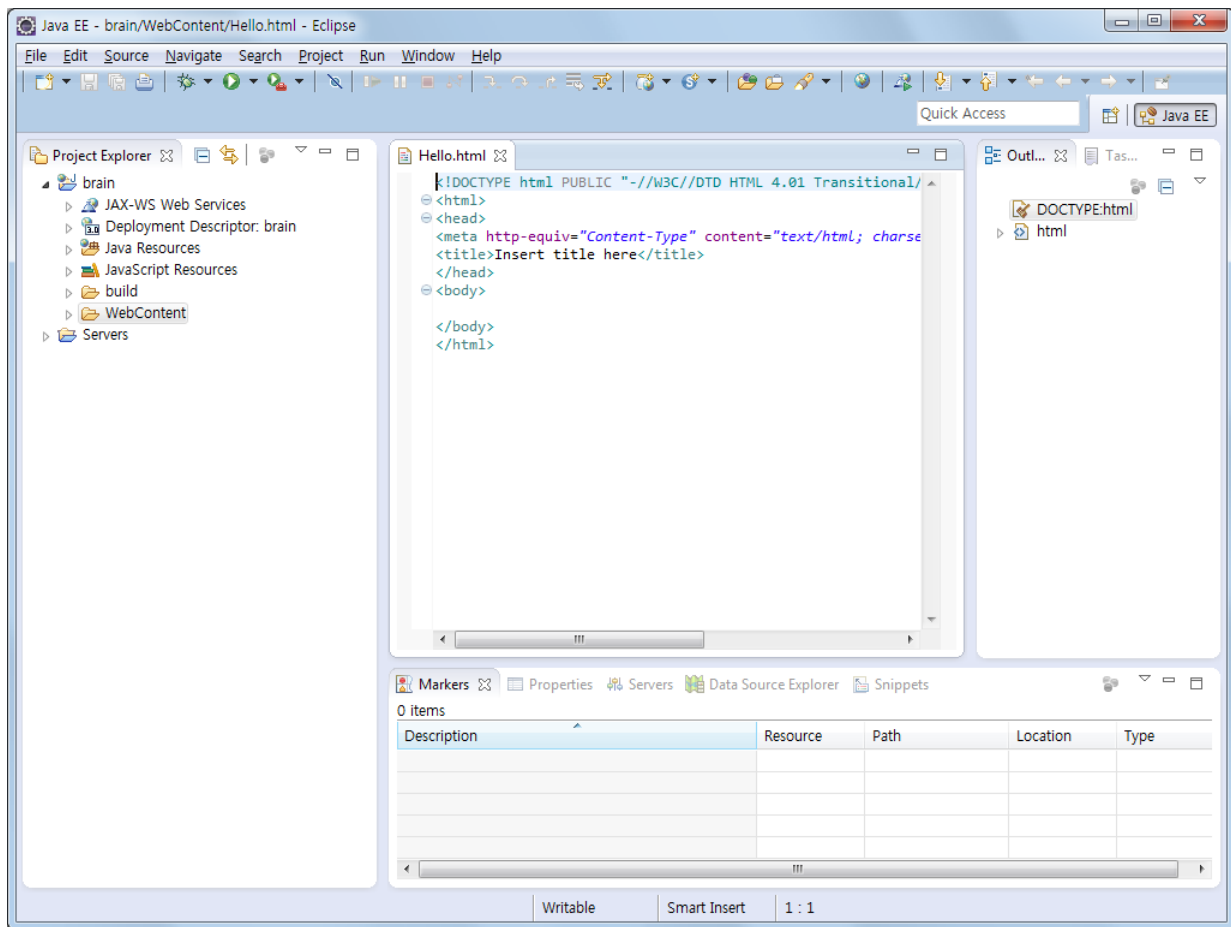 Java EE - brain/WebContent/Hello.html - Eclipse
File Edit Source Navigate Search Project Run Window Help
Quick Access
Java EE
Project Explorer
brain
JAX-WS Web Services
Deployment Descriptor: brain
Java Resources
JavaScript Resources
build
WebContent
Servers
Hello.html
<!DOCTYPE html PUBLIC "-//W3C//DTD HTML 4.01 Transitional/
<html>
<head>
<meta http-equiv="Content-Type" content="text/html; charse
<title>Insert title here</title>
</head>
<body>
</body>
</html>
Outl... Tas...
DOCTYPE:html
html
Markers Properties Servers Data Source Explorer Snippets
0 items
Description Resource Path Location Type
Writable Smart Insert 1 : 1